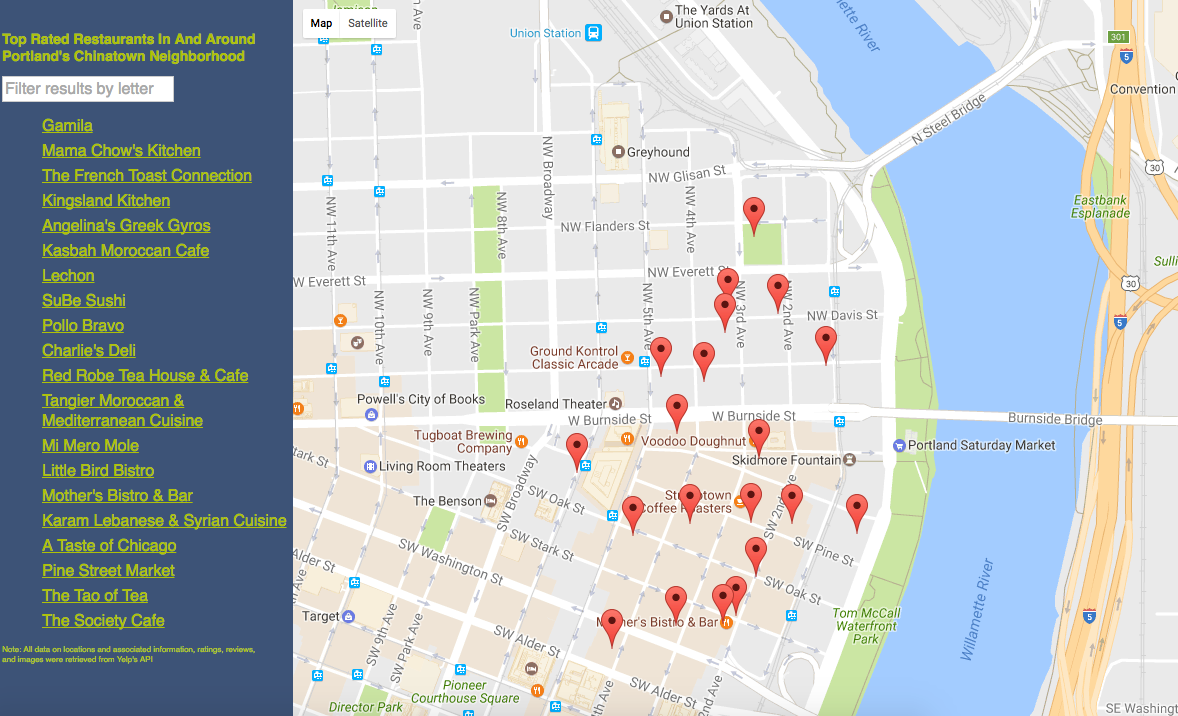 Top Rated Restaurants In And Around
Portland's Chinatown Neighborhood
Filter results by letter
Gamila
Mama Chow's Kitchen
The French Toast Connection
Kingsland Kitchen
Angelina's Greek Gyros
Kasbah Moroccan Cafe
Lechon
SuBe Sushi
Pollo Bravo
Charlie's Deli
Red Robe Tea House & Cafe
Tangier Moroccan &
Mediterranean Cuisine
Mi Mero Mole
Little Bird Bistro
Mother's Bistro & Bar
Karam Lebanese & Syrian Cuisine
A Taste of Chicago
Pine Street Market
The Tao of Tea
The Society Cafe
Note: All data on locations and associated information, ratings, reviews,
and images were retrieved from Yelp's API
Map
Satellite
Union Station
The Yards At
Union Station
Willamette River
301
5
Convention
N Steel Bridge
30
Greyhound
NW Broadway
NW Glisan St
NW 11th Ave
NW 8th Ave
NW 4th Ave
NW Flanders St
Eastbank
Esplanade
NW Everett St
NW Everett St
30
NW 10th Ave
NW 9th Ave
NW Park Ave
NW 5th Ave
NW 3rd Ave
NW 2nd Ave
NW Davis St
5
Ground Kontrol
Classic Arcade
Powell's City of Books
Roseland Theater
W Burnside St
W Burnside St
Burnside Bridge
Tugboat Brewing
Company
Voodoo Doughnut
Portland Saturday Market
Skidmore Fountain
Living Room Theaters
Stark St
The Benson
SW Broadway
SW Oak St
Coffee Roasters
SW 2nd Ave
SW Stark St
SW Pine St
SW Washington St
Alder St
SW Oak St
Target
SW 9th Ave
SW Park Ave
Mother's Bistro & Bar
Tom McCall
Waterfront
Park
Willamette River
5
SW Alder St
SW Alder St
Pioneer
Courthouse Square
Director Park
2nd Ave
SE Washingt